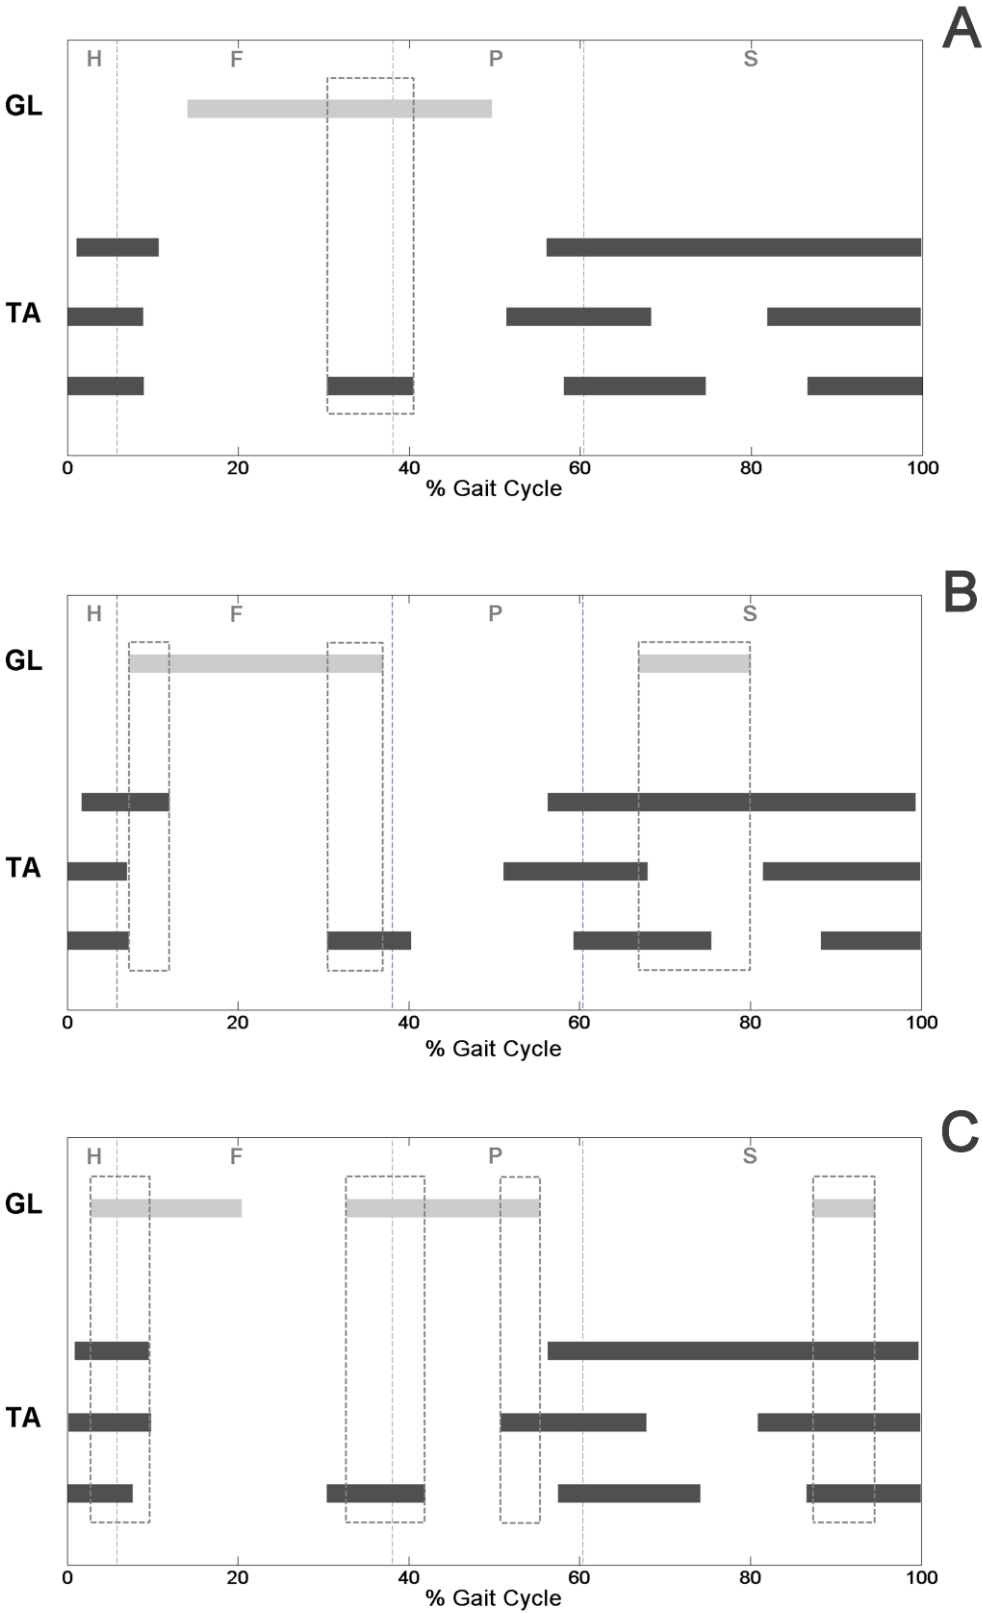 A
H F P S
GL
TA
0 20 40 60 80 100
% Gait Cycle
B
H F P S
GL
TA
0 20 40 60 80 100
% Gait Cycle
C
H F P S
GL
TA
0 20 40 60 80 100
% Gait Cycle